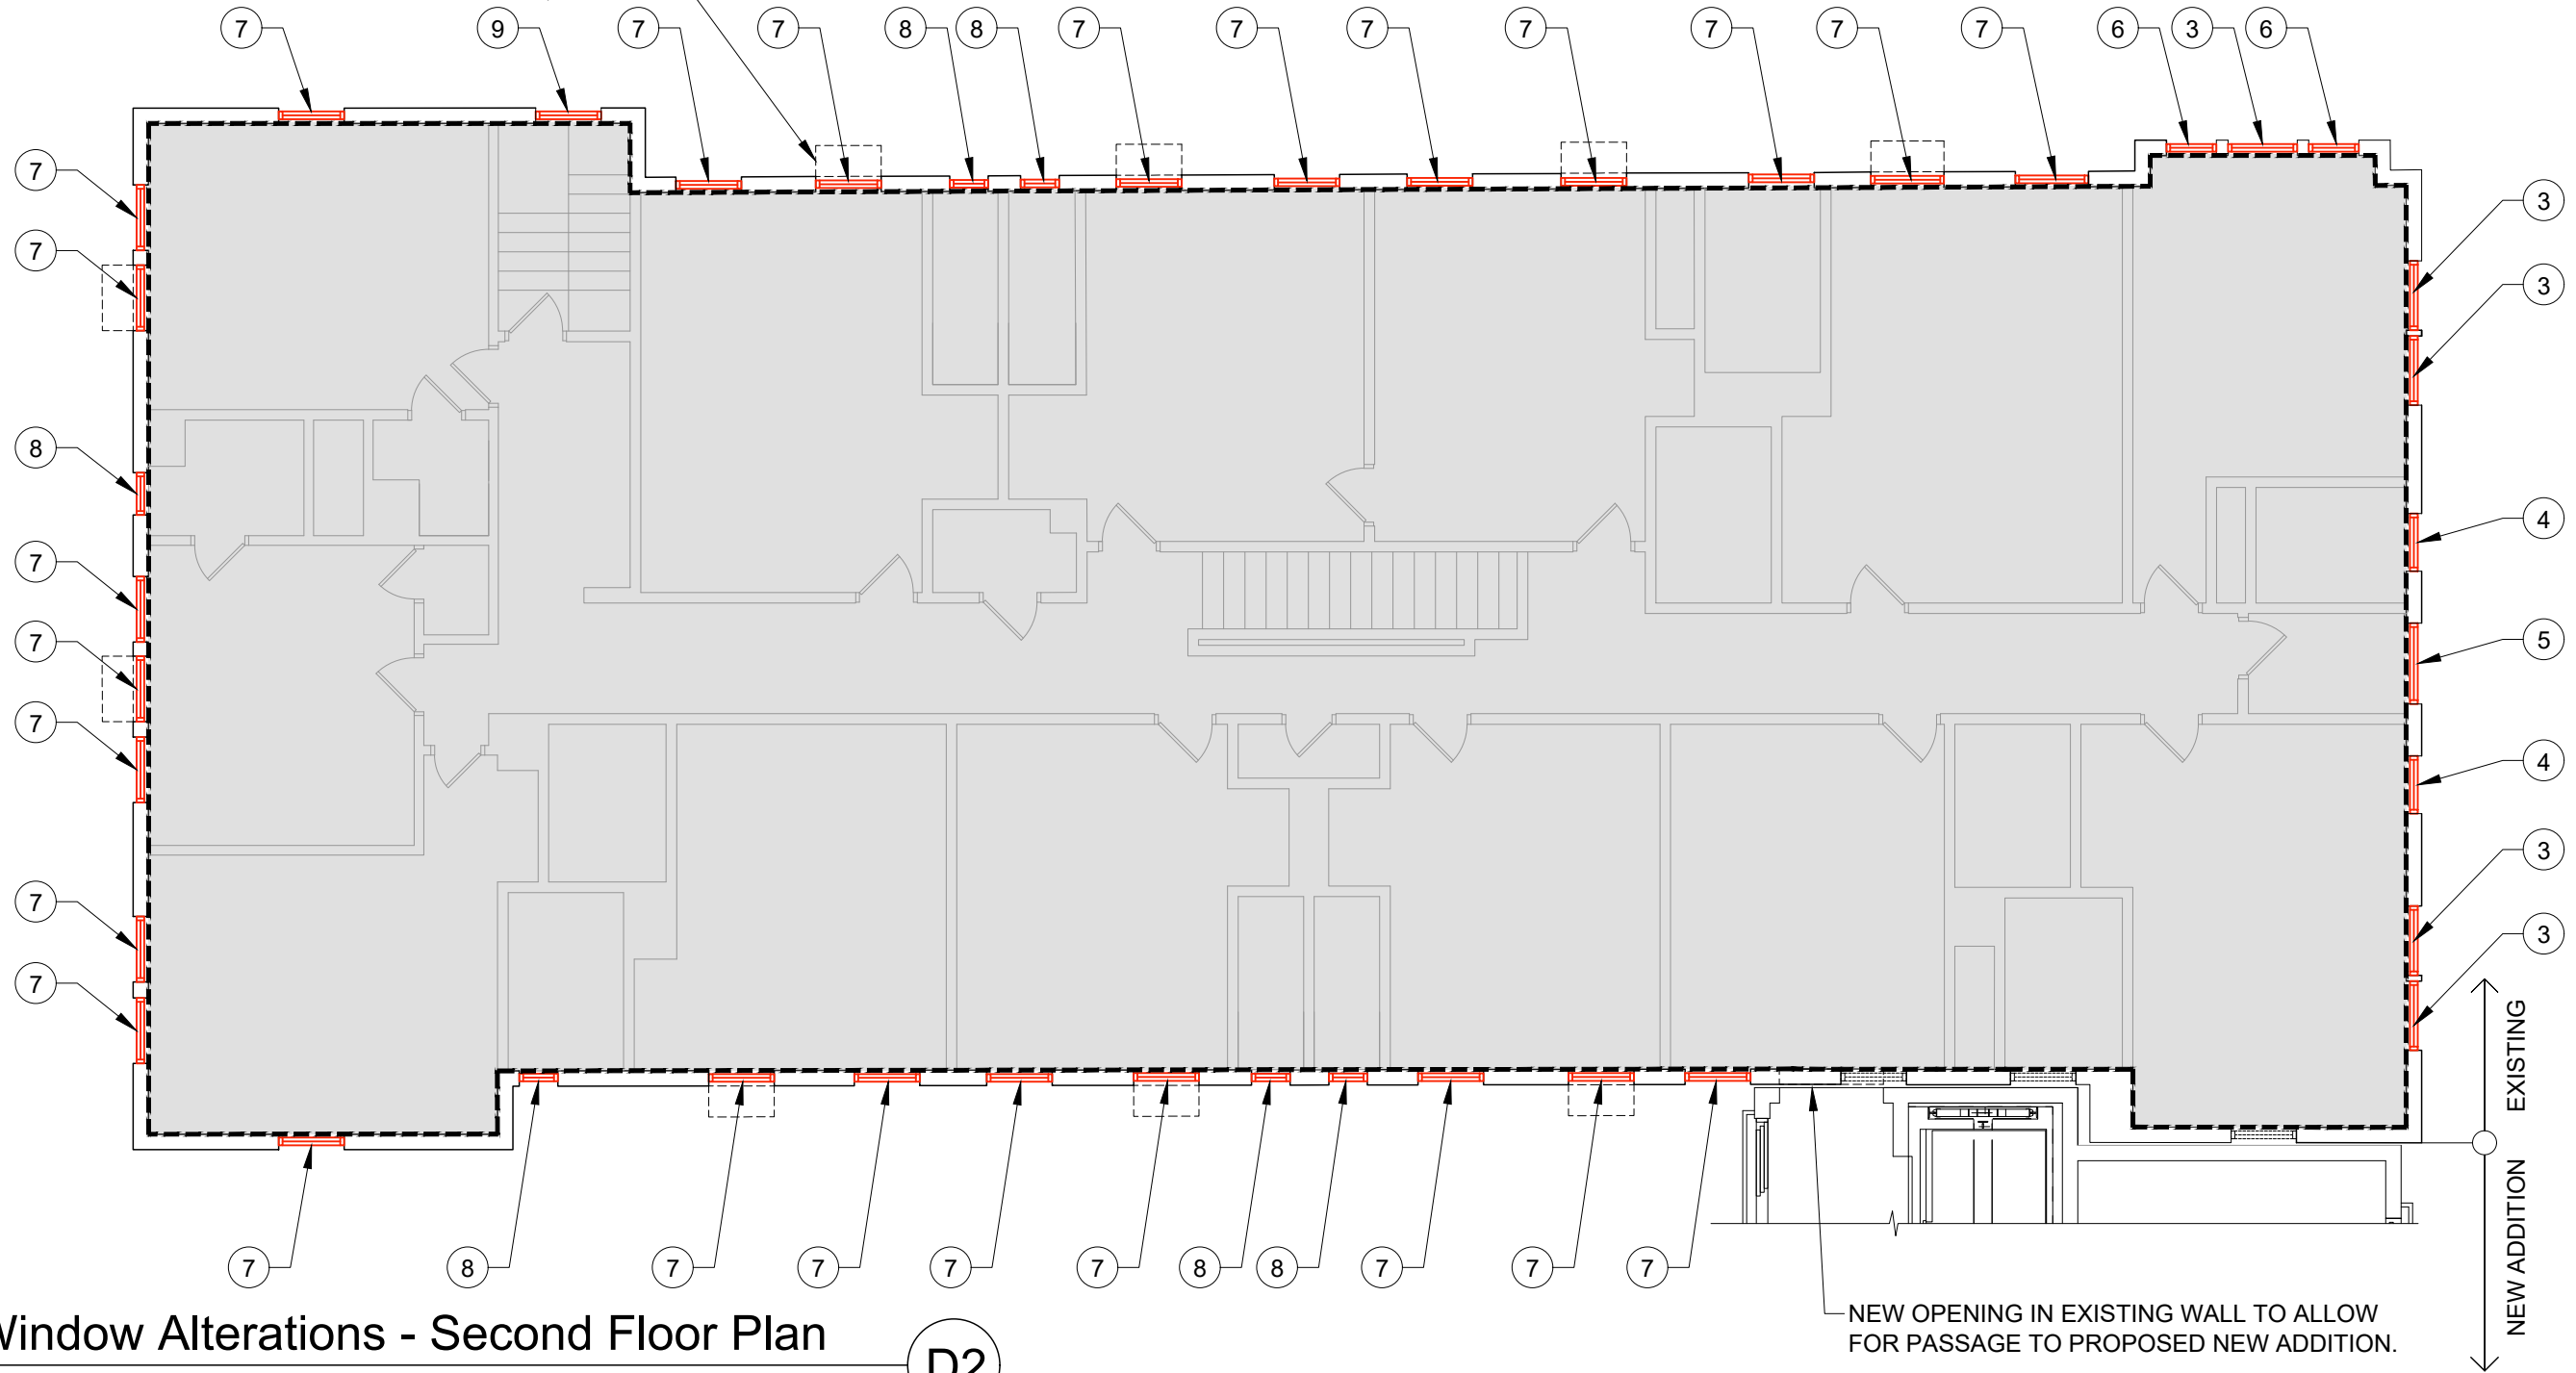 7 9 7 7 8 8 7 7 7 7 7 7 7 6 3 6
7
3
7
3
8
4
7
5
7
7
4
7
3
7
3
EXISTING
NEW ADDITION
7 8 7 7 7 7 8 8 7 7 7
NEW OPENING IN EXISTING WALL TO ALLOW
FOR PASSAGE TO PROPOSED NEW ADDITION.
Window Alterations - Second Floor Plan
D2